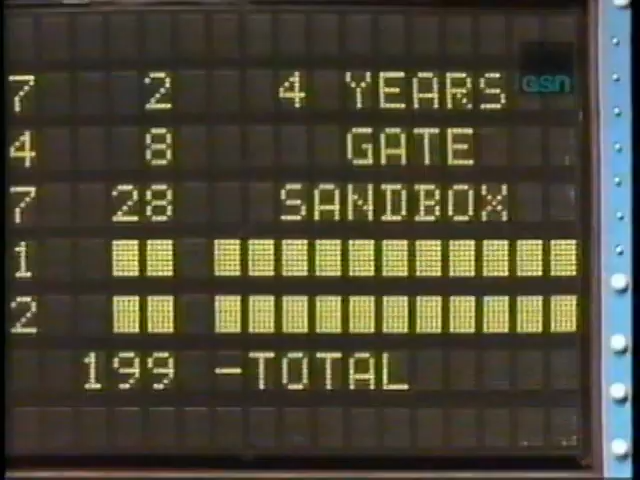 7 2 4 YEARS
GSN
4 8 GATE
7 28 SANDBOX
1
2
199 -TOTAL